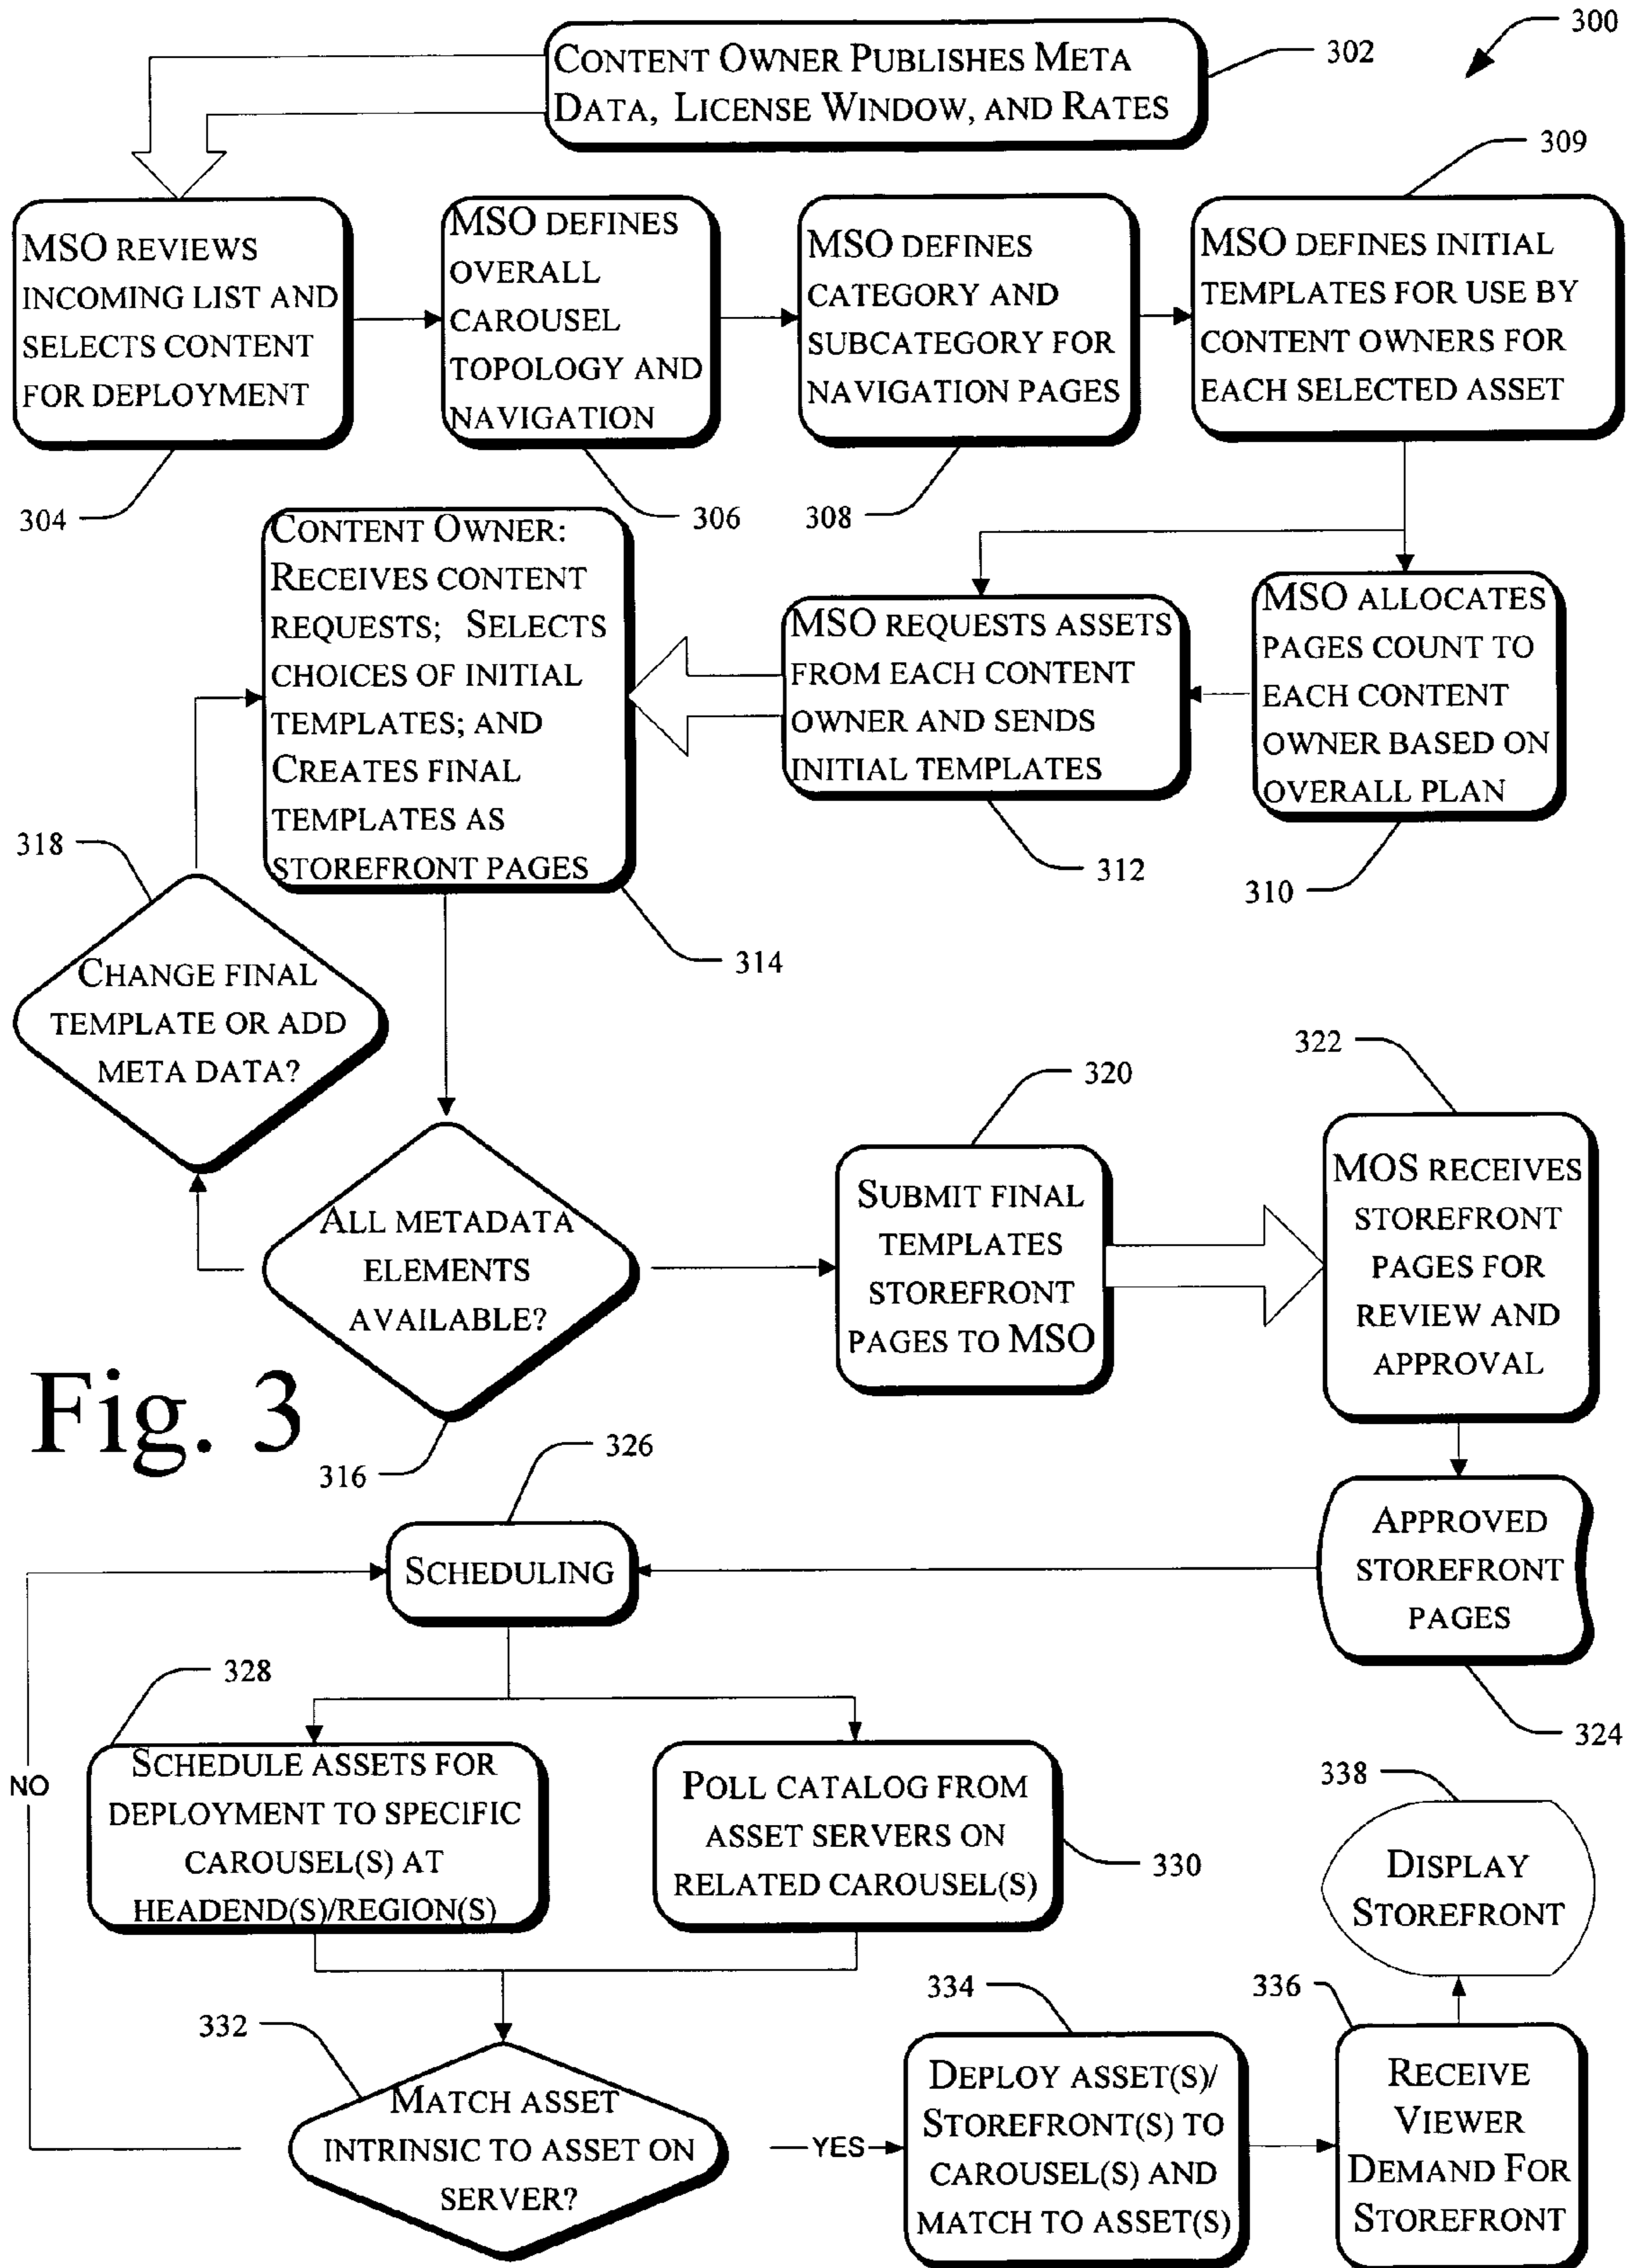 300
CONTENT OWNER PUBLISHES META
DATA, LICENSE WINDOW, AND RATES
302
309
MSO REVIEWS
INCOMING LIST AND
SELECTS CONTENT
FOR DEPLOYMENT
304
MSO DEFINES
OVERALL
CAROUSEL
TOPOLOGY AND
NAVIGATION
306
MSO DEFINES
CATEGORY AND
SUBCATEGORY FOR
NAVIGATION PAGES
308
MSO DEFINES INITIAL
TEMPLATES FOR USE BY
CONTENT OWNERS FOR
EACH SELECTED ASSET
CONTENT OWNER:
RECEIVES CONTENT
REQUESTS; SELECTS
CHOICES OF INITIAL
TEMPLATES; AND
CREATES FINAL
TEMPLATES AS
STOREFRONT PAGES
314
MSO REQUESTS ASSETS
FROM EACH CONTENT
OWNER AND SENDS
INITIAL TEMPLATES
312
MSO ALLOCATES
PAGES COUNT TO
EACH CONTENT
OWNER BASED ON
OVERALL PLAN
310
318
CHANGE FINAL
TEMPLATE OR ADD
META DATA?
ALL METADATA
ELEMENTS
AVAILABLE?
316
320
SUBMIT FINAL
TEMPLATES
STOREFRONT
PAGES TO MSO
322
MOS RECEIVES
STOREFRONT
PAGES FOR
REVIEW AND
APPROVAL
Fig. 3
326
SCHEDULING
APPROVED
STOREFRONT
PAGES
324
328
SCHEDULE ASSETS FOR
DEPLOYMENT TO SPECIFIC
CAROUSEL(S) AT
HEADEND(S)/REGION(S)
NO
POLL CATALOG FROM
ASSET SERVERS ON
RELATED CAROUSEL(S)
330
338
DISPLAY
STOREFRONT
332
MATCH ASSET
INTRINSIC TO ASSET ON
SERVER?
YES
334
DEPLOY ASSET(S)/
STOREFRONT(S) TO
CAROUSEL(S) AND
MATCH TO ASSET(S)
336
RECEIVE
VIEWER
DEMAND FOR
STOREFRONT